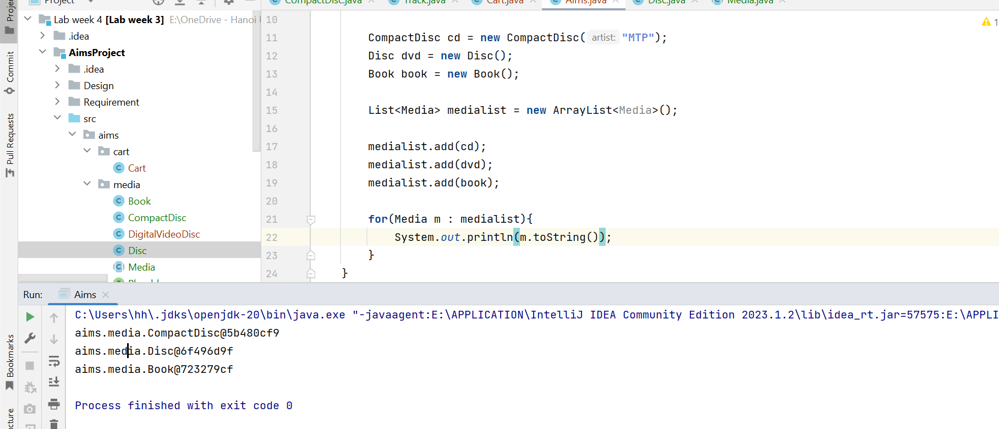 Project
CompactDisc.java
Track.java
Cart.java
Aims.java
Disc.java
Media.java
Project
Commit
Pull Requests
Bookmarks
Lab week 4 [Lab week 3] E:\OneDrive - Hanoi
.idea
AimsProject
.idea
Design
Requirement
src
aims
cart
Cart
media
Book
CompactDisc
DigitalVideoDisc
Disc
Media
1
10
11 CompactDisc cd = new CompactDisc( artist: "MTP");
12 Disc dvd = new Disc();
13 Book book = new Book();
14
15 List<Media> medialist = new ArrayList<Media>();
16
17 medialist.add(cd);
18 medialist.add(dvd);
19 medialist.add(book);
20
21 for(Media m : medialist){
22 System.out.println(m.toString());
23 }
24 }
Run: Aims
C:\Users\hh\.jdks\openjdk-20\bin\java.exe "-javaagent:E:\APPLICATION\IntelliJ IDEA Community Edition 2023.1.2\lib\idea_rt.jar=57575:E:\APPLI
aims.media.CompactDisc@5b480cf9
aims.media.Disc@6f496d9f
aims.media.Book@723279cf
Process finished with exit code 0